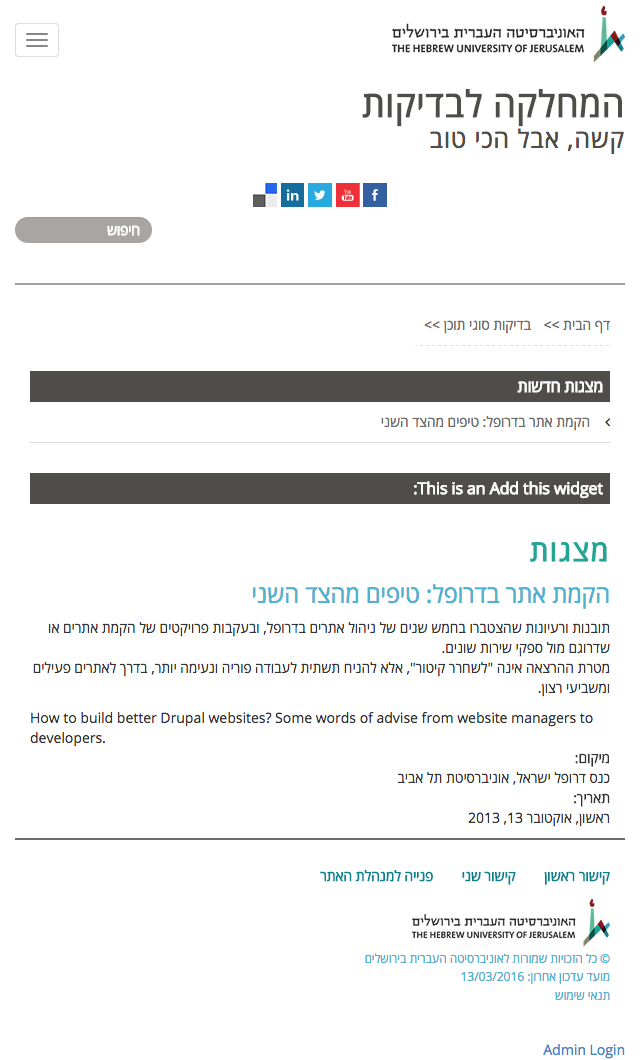 האוניברסיטה העברית בירושלים
THE HEBREW UNIVERSITY OF JERUSALEM
המחלקה לבדיקות
קשה, אבל הכי טוב
in You Tube f
חיפוש
דף הבית >> בדיקות סוגי תוכן >>
מצגות חדשות
הקמת אתר בדרופל: טיפים מהצד השני
This is an Add this widget:
מצגות
הקמת אתר בדרופל: טיפים מהצד השני
תובנות ורעיונות שהצטברו בחמש שנים של ניהול אתרים בדרופל, ובעקבות פרויקטים של הקמת אתרים או
שדרוגם מול ספקי שירות שונים.
מטרת ההרצאה אינה "לשחרר קיטור", אלא להניח תשתית לעבודה פוריה ונעימה יותר, בדרך לאתרים פעילים
ומשביעי רצון.
How to build better Drupal websites? Some words of advise from website managers to
developers.
מיקום:
כנס דרופל ישראל, אוניברסיטת תל אביב
תאריך:
ראשון, אוקטובר 13, 2013
קישור ראשון קישור שני פנייה למנהלת האתר
האוניברסיטה העברית בירושלים
THE HEBREW UNIVERSITY OF JERUSALEM
© כל הזכויות שמורות לאוניברסיטה העברית בירושלים
מועד עדכון אחרון: 13/03/2016
תנאי שימוש
Admin Login